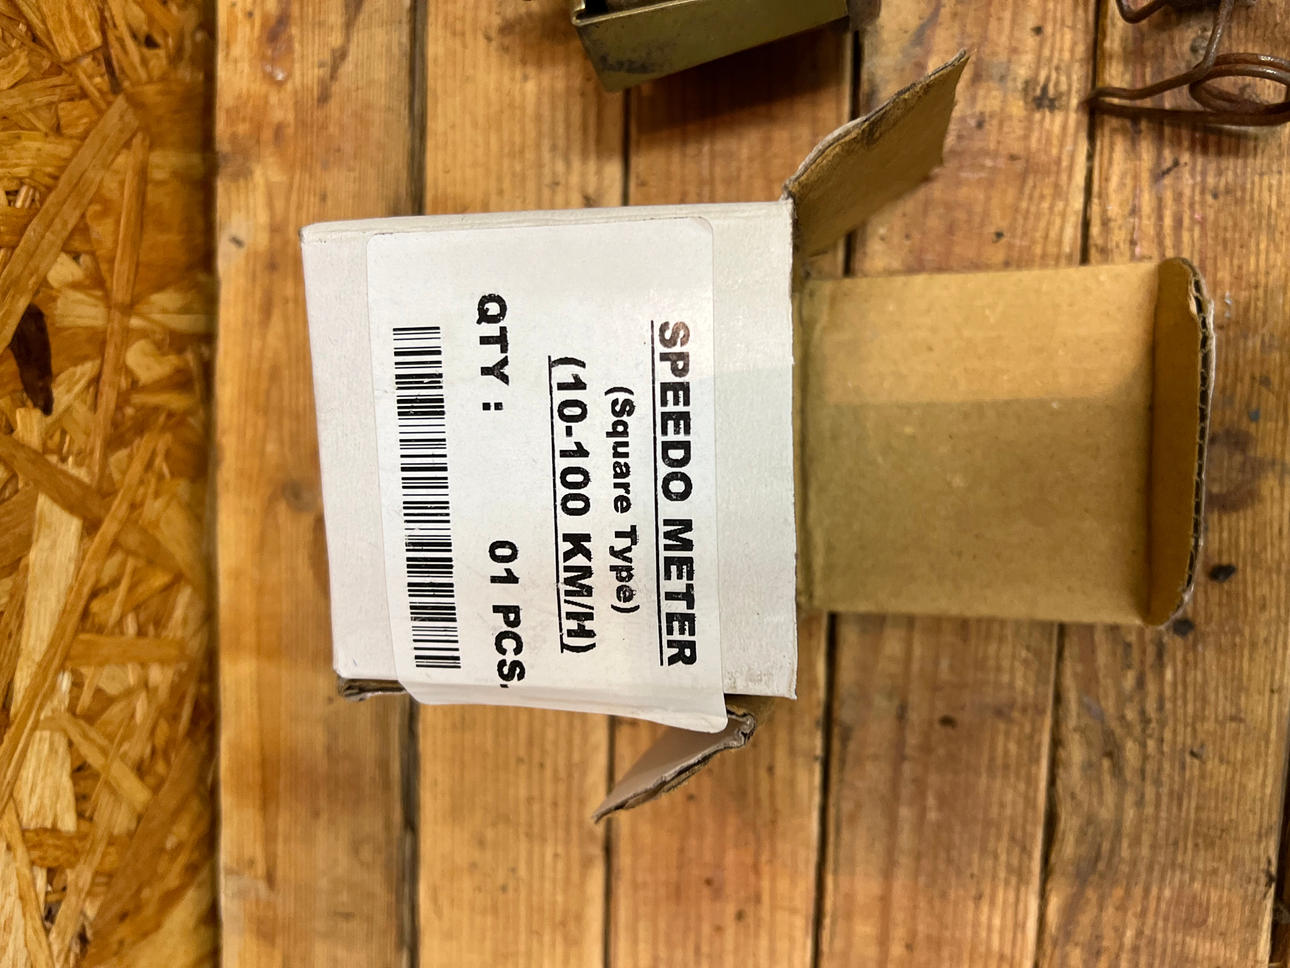 SPEEDO METER
(Square Type)
(10-100 KM/H)
QTY : 01 PCS.